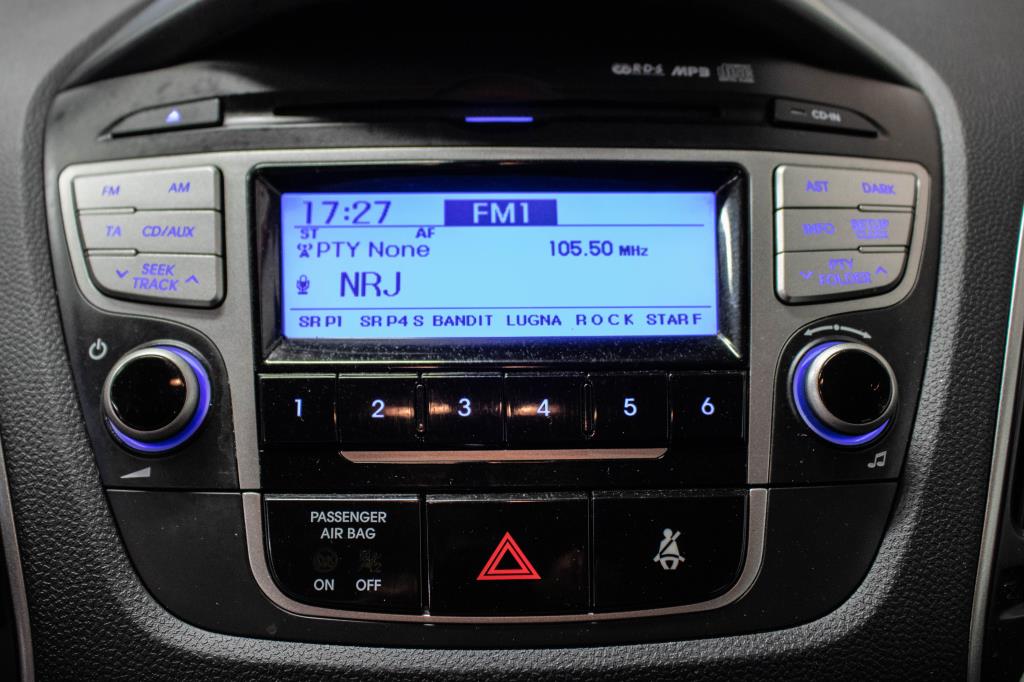 RDS MP3
CD-IN
FM AM
TA CD/AUX
SEEK
TRACK
17:27 FM1
ST AF
PTY None 105.50 MHz
NRJ
SR P1 SR P4 S BANDIT LUGNA ROCK STAR F
AST DARK
INFO SETUP
PTY
FOLDER
1 2 3 4 5 6
PASSENGER
AIR BAG
ON OFF